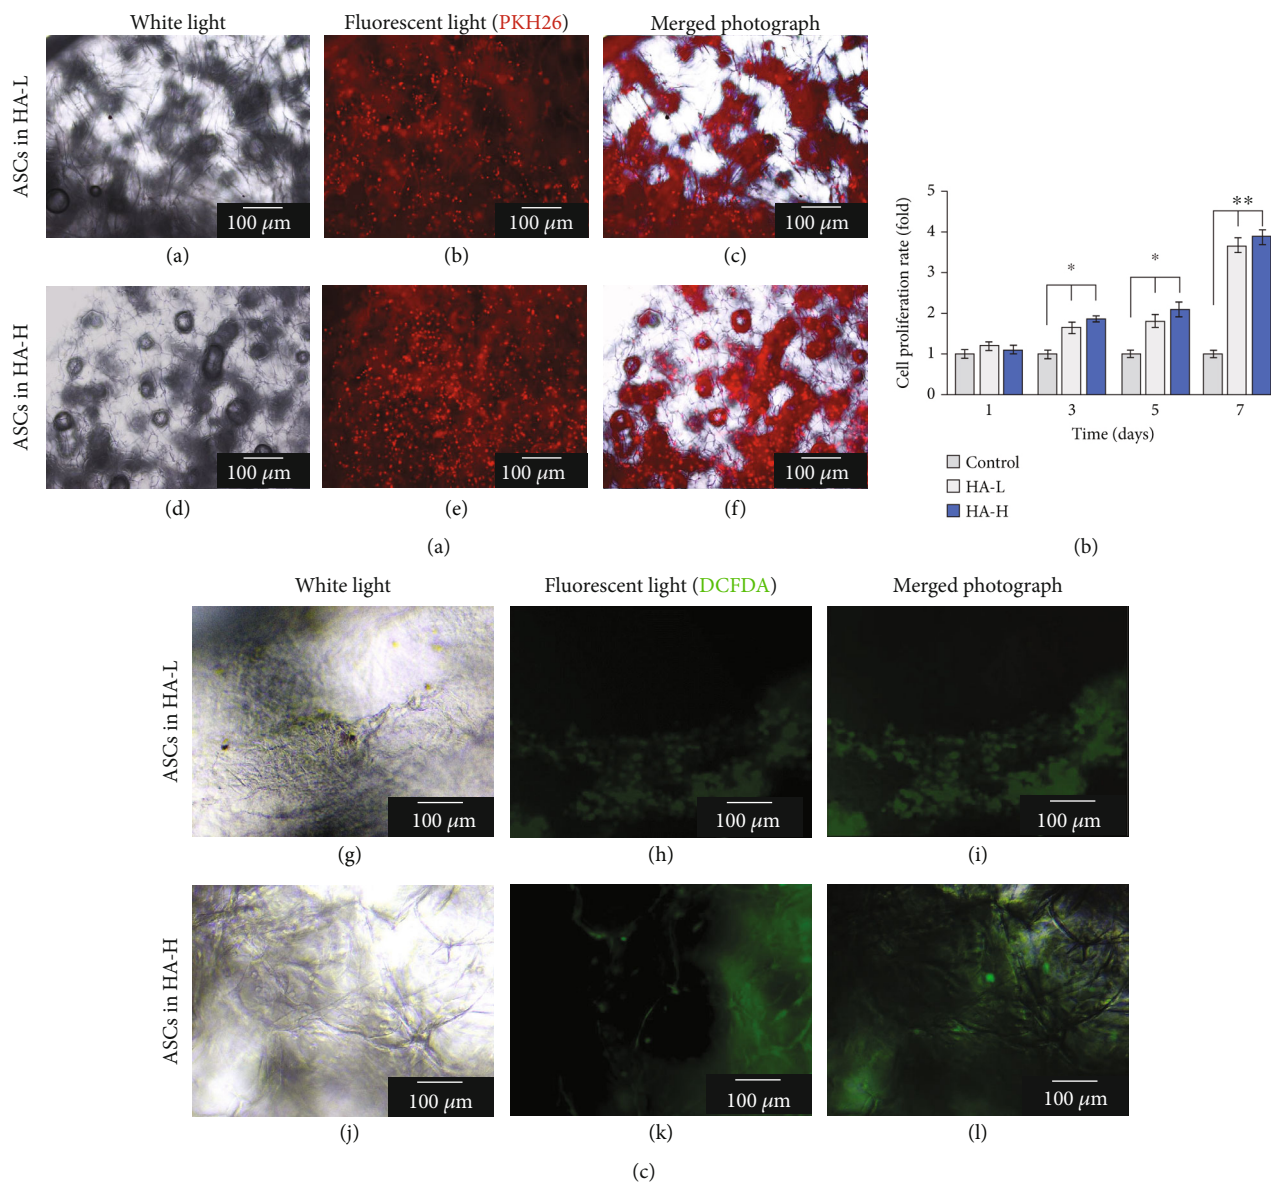 White light
Fluorescent light (PKH26)
Merged photograph
ASCs in HA-L
100 μm
100 μm
100 μm
(a)
(b)
(c)
ASCs in HA-H
100 μm
100 μm
100 μm
(d)
(e)
(f)
(a)
Cell proliferation rate (fold)
5
4
3
2
1
0
*
*
**
1
3
5
7
Time (days)
Control
HA-L
HA-H
(b)
White light
Fluorescent light (DCFDA)
Merged photograph
ASCs in HA-L
100 μm
100 μm
100 μm
(g)
(h)
(i)
ASCs in HA-H
100 μm
100 μm
100 μm
(j)
(k)
(l)
(c)